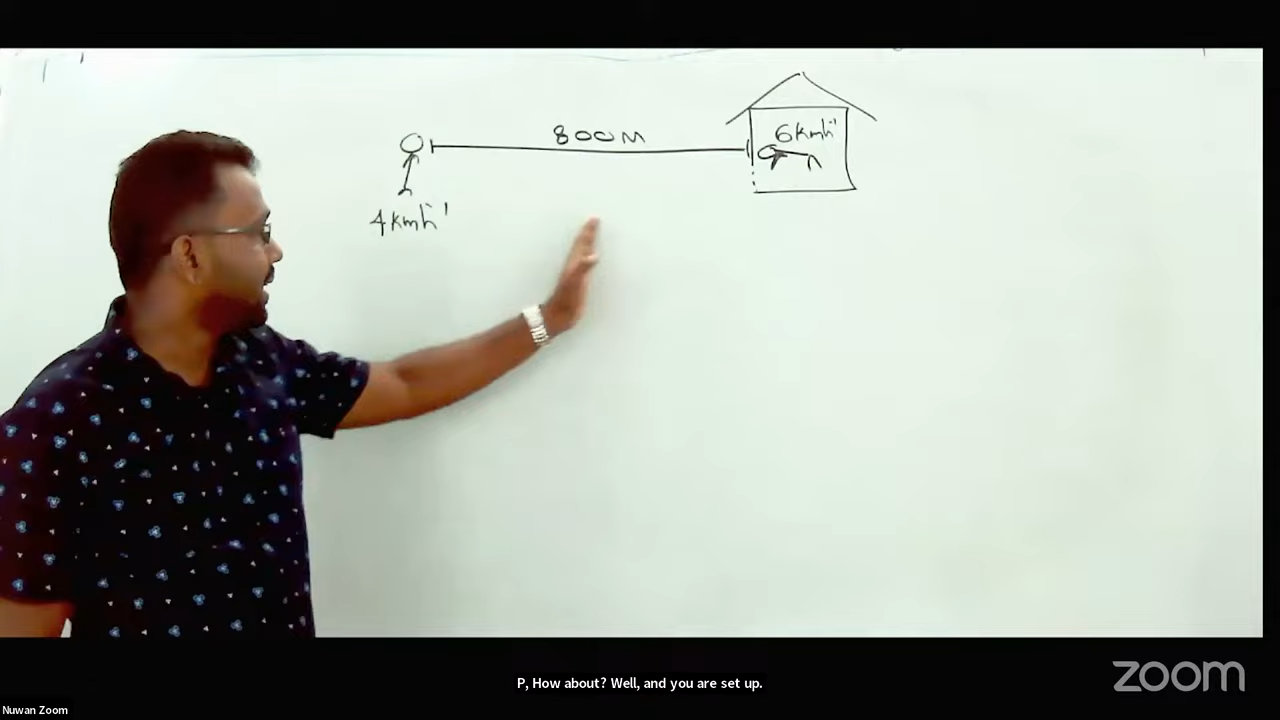 800M
6kmh⁻¹
4kmh⁻¹
P, How about? Well, and you are set up.
zoom
Nuwan Zoom